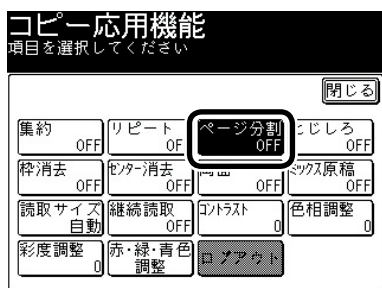 コピー応用機能
項目を選択してください
閉じる
集約 OFF
リピート OF
ページ分割 OFF
とじしろ OFF
枠消去 OFF
センター消去 OFF
両面 OFF
ミックス原稿 OFF
読取サイズ 自動
継続読取 OFF
コントラスト 0
色相調整 0
彩度調整 0
赤・緑・青色調整
ログアウト